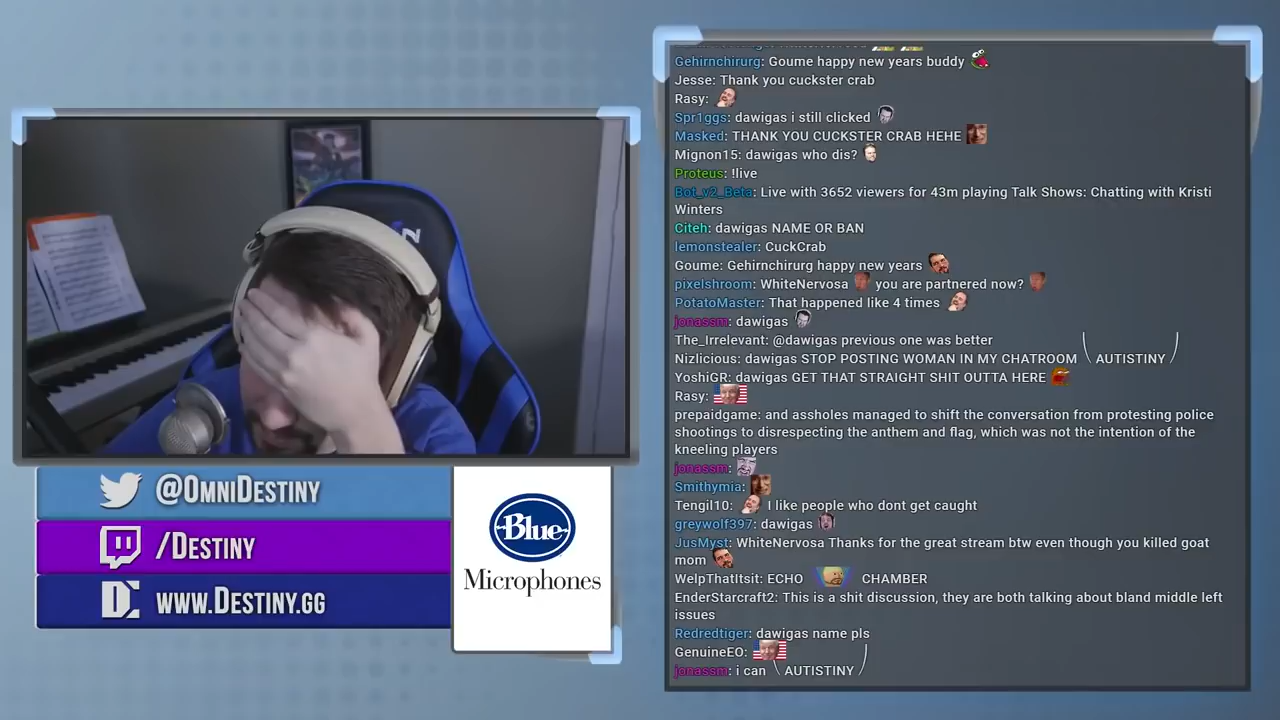 Gehirnchirurg: Goume happy new years buddy
Jesse: Thank you cuckster crab
Rasy:
Spr1ggs: dawigas i still clicked
Masked: THANK YOU CUCKSTER CRAB HEHE
Mignon15: dawigas who dis?
Proteus: !live
Bot_v2_Beta: Live with 3652 viewers for 43m playing Talk Shows: Chatting with Kristi
Winters
Citeh: dawigas NAME OR BAN
lemonstealer: CuckCrab
Goume: Gehirnchirurg happy new years
pixelshroom: WhiteNervosa you are partnered now?
PotatoMaster: That happened like 4 times
jonassm: dawigas
The_Irrelevant: @dawigas previous one was better
Nizlicious: dawigas STOP POSTING WOMAN IN MY CHATROOM AUTISTINY
YoshiGR: dawigas GET THAT STRAIGHT SHIT OUTTA HERE
Rasy:
prepaidgame: and assholes managed to shift the conversation from protesting police
shootings to disrespecting the anthem and flag, which was not the intention of the
kneeling players
jonassm:
Smithymia:
Tengil10: I like people who dont get caught
greywolf397: dawigas
JusMyst: WhiteNervosa Thanks for the great stream btw even though you killed goat
mom
WelpThatItsit: ECHO CHAMBER
EnderStarcraft2: This is a shit discussion, they are both talking about bland middle left
issues
Redredtiger: dawigas name pls
GenuineEO:
jonassm: i can AUTISTINY
@OmniDestiny
/Destiny
www.Destiny.gg
Blue
Microphones